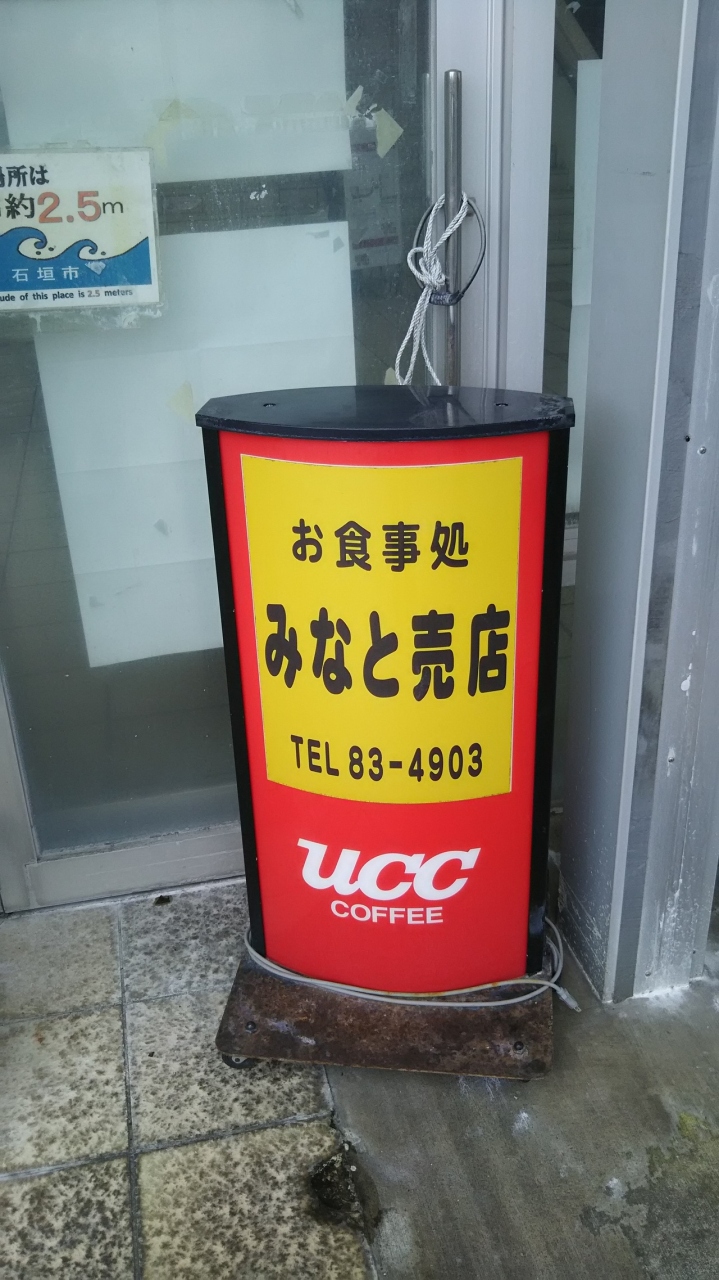 場所は
約2.5m
石垣市
ude of this place is 2.5 meters
お食事処
みなと売店
TEL 83-4903
UCC
COFFEE